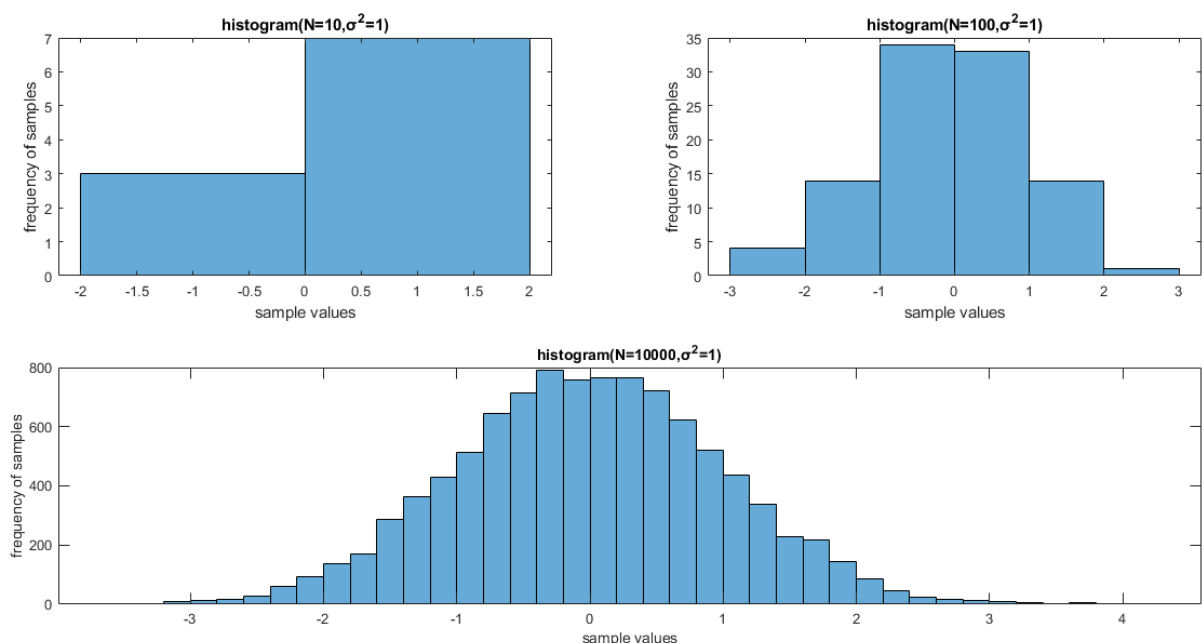 histogram(N=10,σ²=1)
7
6
5
4
3
2
1
0
frequency of samples
-2 -1.5 -1 -0.5 0 0.5 1 1.5 2
sample values
histogram(N=100,σ²=1)
35
30
25
20
15
10
5
0
frequency of samples
-3 -2 -1 0 1 2 3
sample values
histogram(N=10000,σ²=1)
800
600
400
200
0
frequency of samples
-3 -2 -1 0 1 2 3 4
sample values